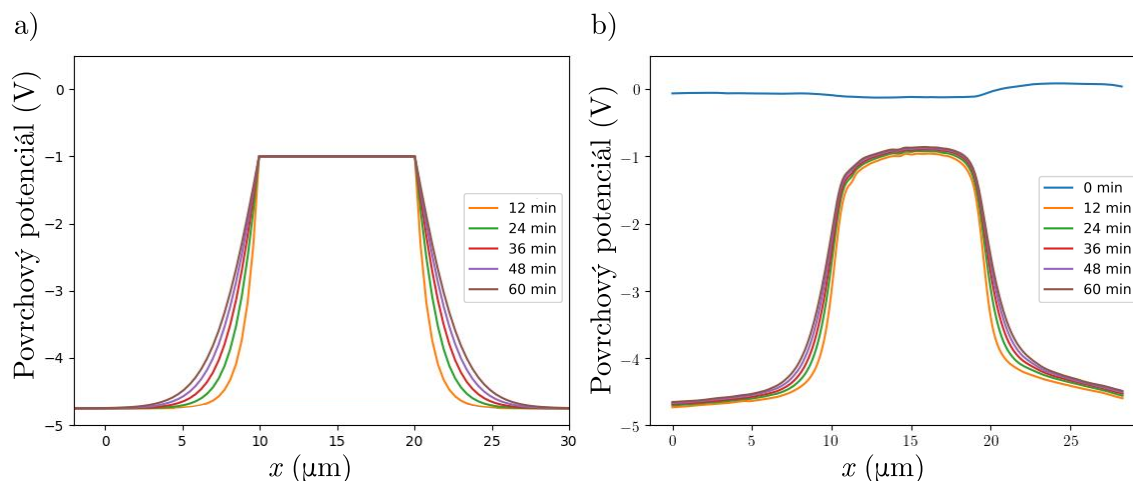 a)
Povrchový potenciál (V)
0
−1
−2
−3
−4
−5
12 min
24 min
36 min
48 min
60 min
0 5 10 15 20 25 30
x (μm)
b)
Povrchový potenciál (V)
0
-1
-2
-3
-4
-5
0 min
12 min
24 min
36 min
48 min
60 min
0 5 10 15 20 25
x (μm)